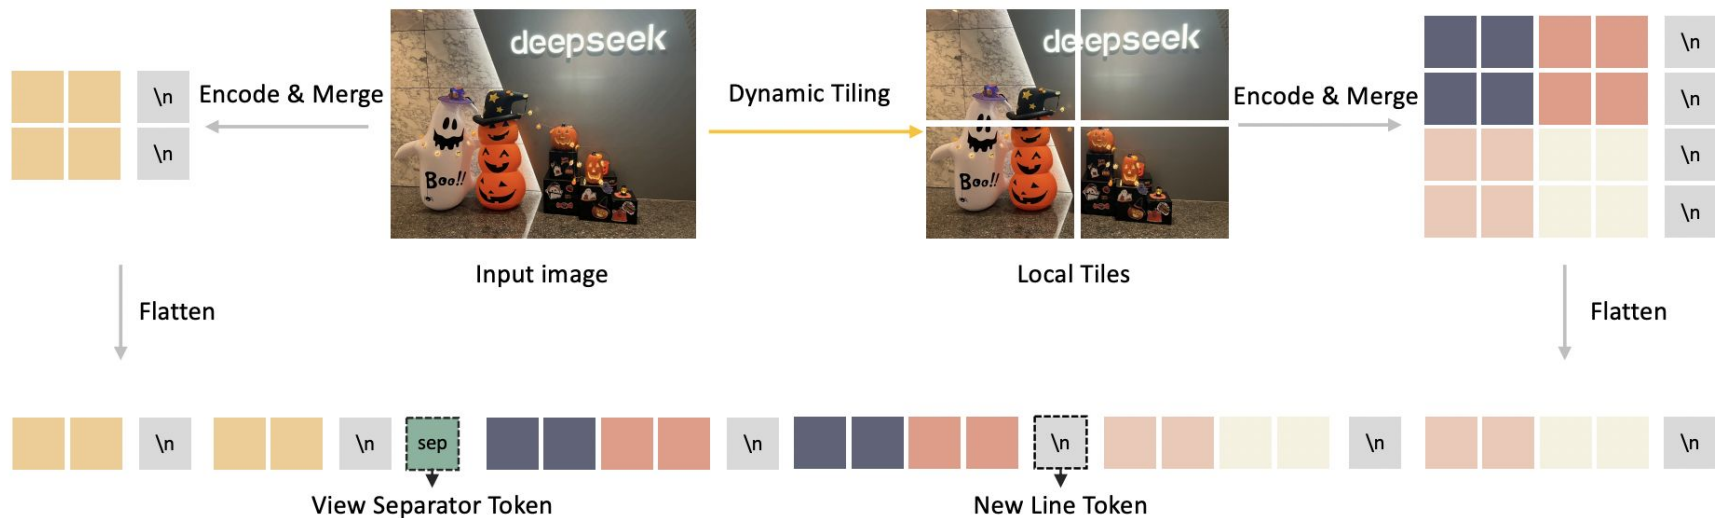 deepseek
deepseek
\n
\n
Encode & Merge
Boo!!
Dynamic Tiling
Boo!!
Encode & Merge
\n
\n
\n
\n
Input image
Local Tiles
Flatten
Flatten
\n
\n
sep
\n
\n
\n
\n
View Separator Token
New Line Token